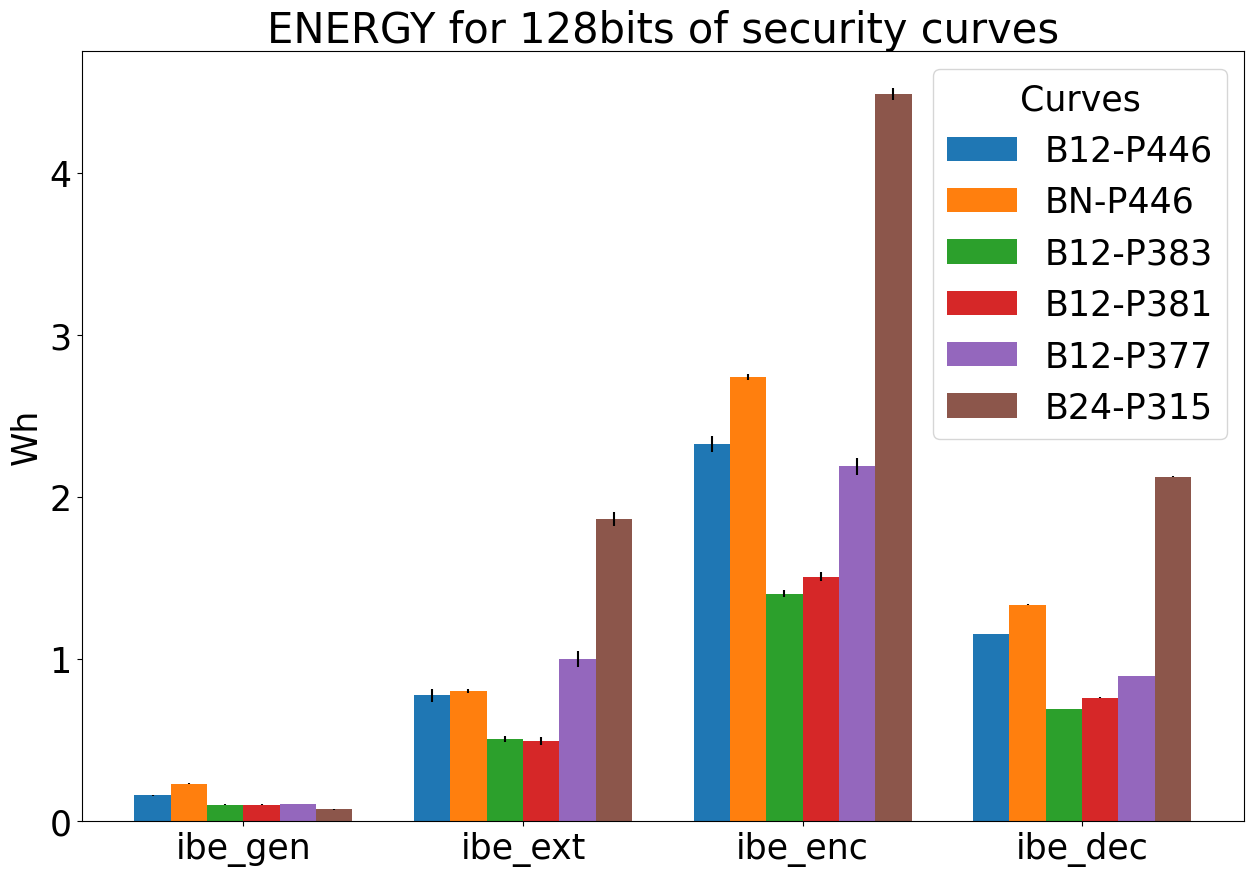 ENERGY for 128bits of security curves
Curves
B12-P446
BN-P446
B12-P383
B12-P381
B12-P377
B24-P315
Wh
4
3
2
1
0
ibe_gen
ibe_ext
ibe_enc
ibe_dec